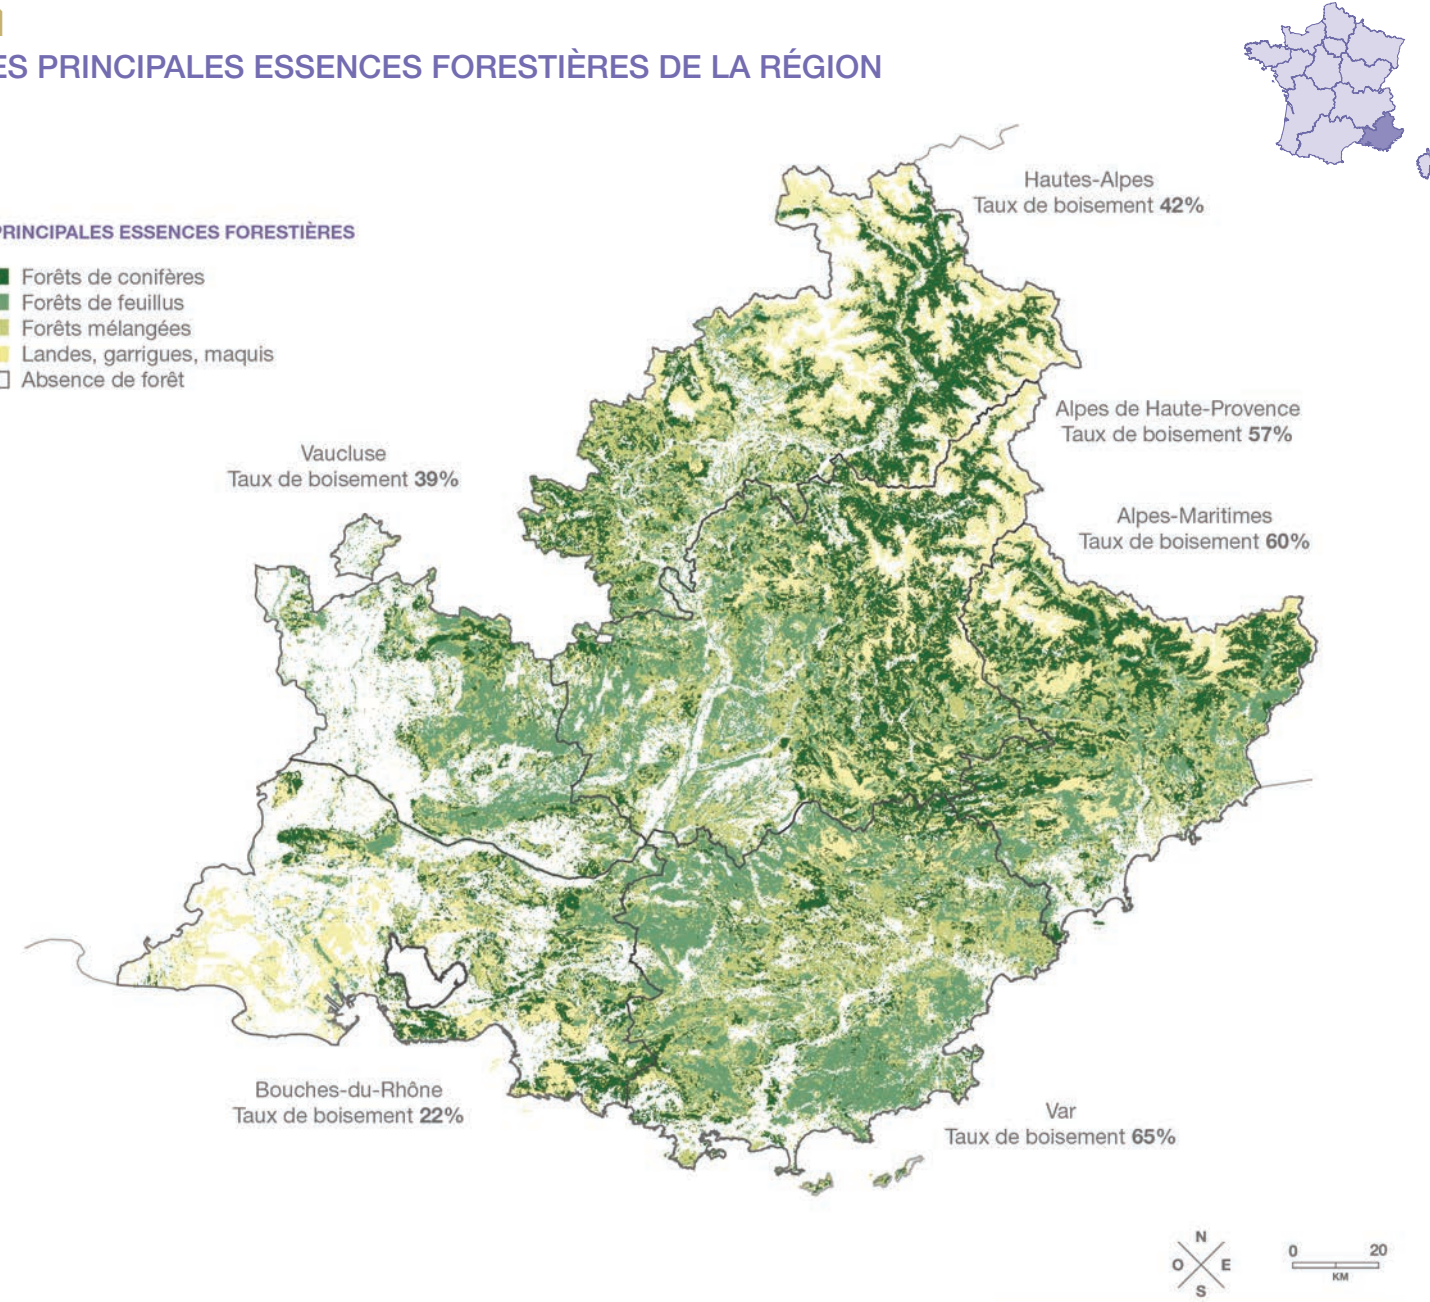 ES PRINCIPALES ESSENCES FORESTIÈRES DE LA RÉGION
PRINCIPALES ESSENCES FORESTIÈRES
Forêts de conifères
Forêts de feuillus
Forêts mélangées
Landes, garrigues, maquis
Absence de forêt
Hautes-Alpes
Taux de boisement 42%
Alpes de Haute-Provence
Taux de boisement 57%
Vaucluse
Taux de boisement 39%
Alpes-Maritimes
Taux de boisement 60%
Bouches-du-Rhône
Taux de boisement 22%
Var
Taux de boisement 65%
N
O E
S
0 20
KM